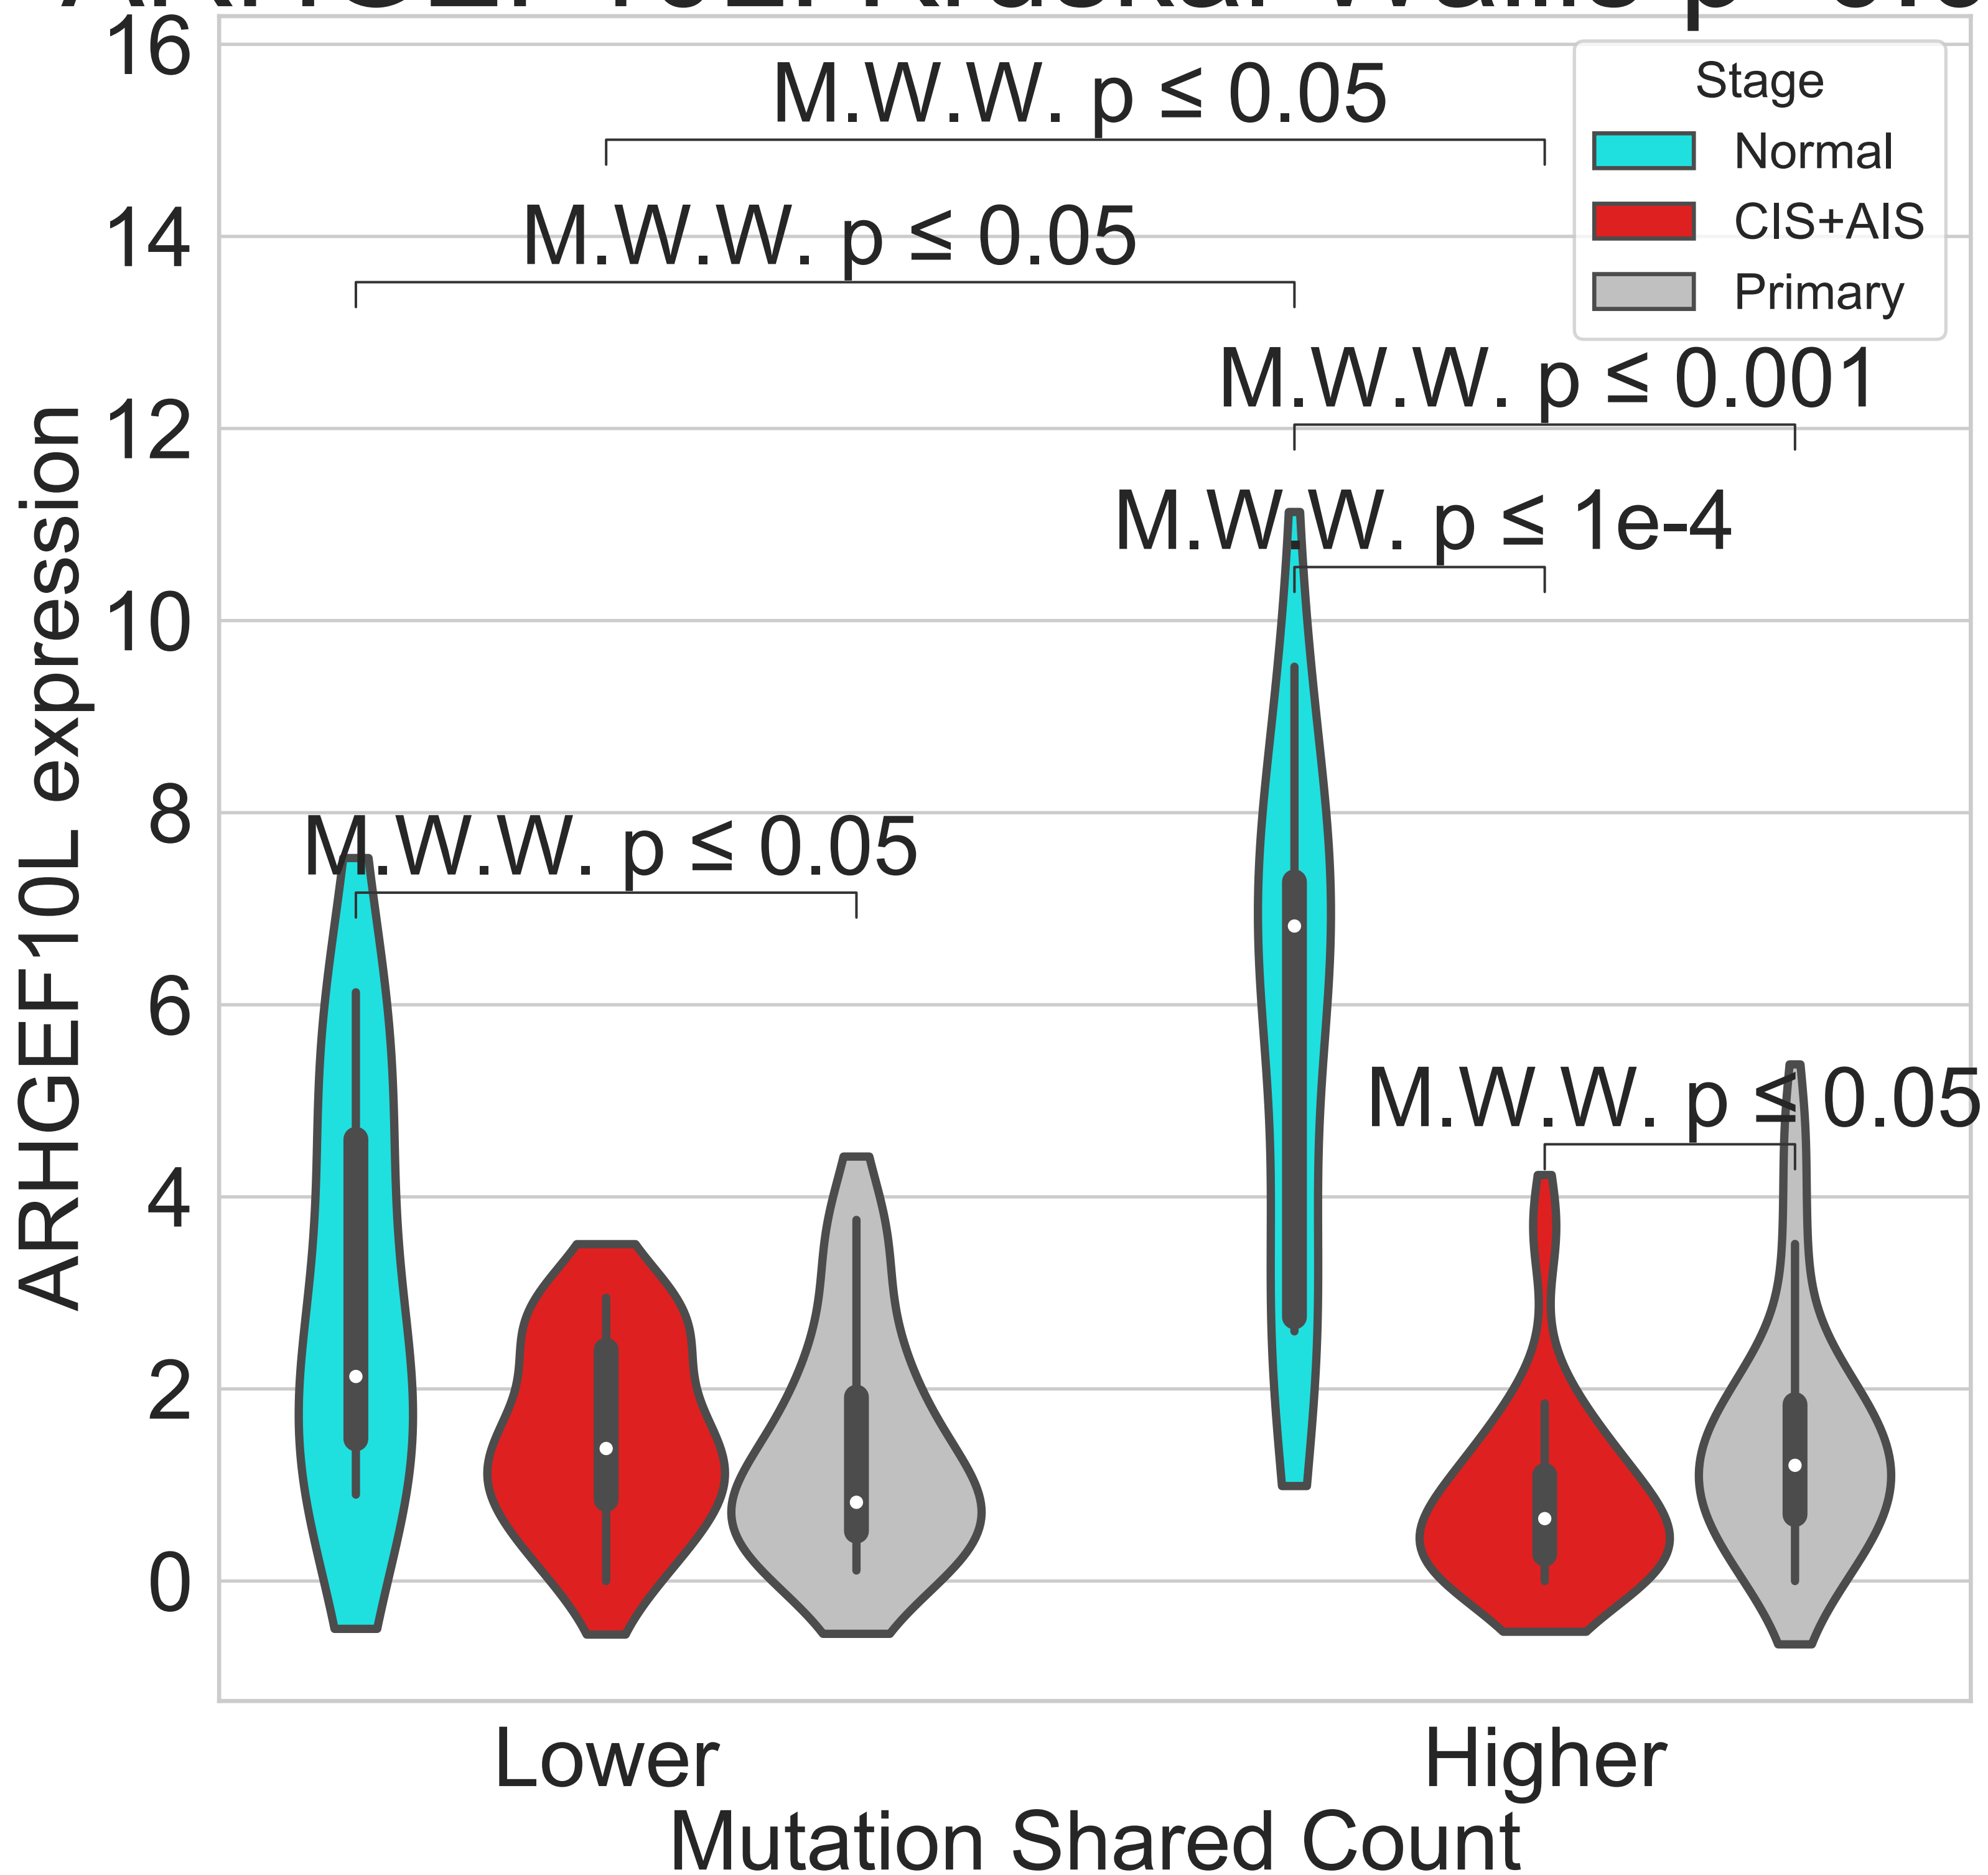 16
M.W.W. p ≤ 0.05
Stage
Normal
CIS+AIS
Primary
14
M.W.W. p ≤ 0.05
M.W.W. p ≤ 0.001
12
M.W.W. p ≤ 1e-4
10
8
M.W.W. p ≤ 0.05
6
M.W.W. p ≤ 0.05
4
2
0
ARHGEF10L expression
Lower
Higher
Mutation Shared Count